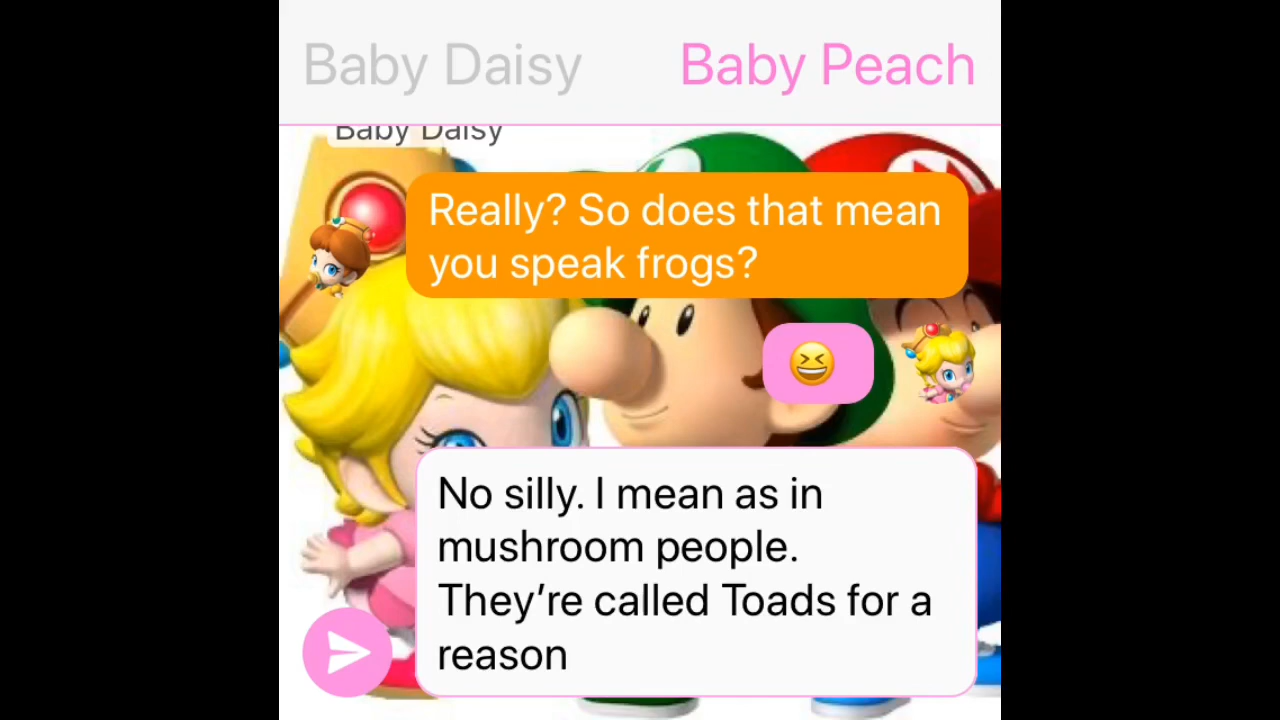 Baby Daisy Baby Peach
Baby Daisy
Really? So does that mean
you speak frogs?
😆
No silly. I mean as in
mushroom people.
They’re called Toads for a
reason